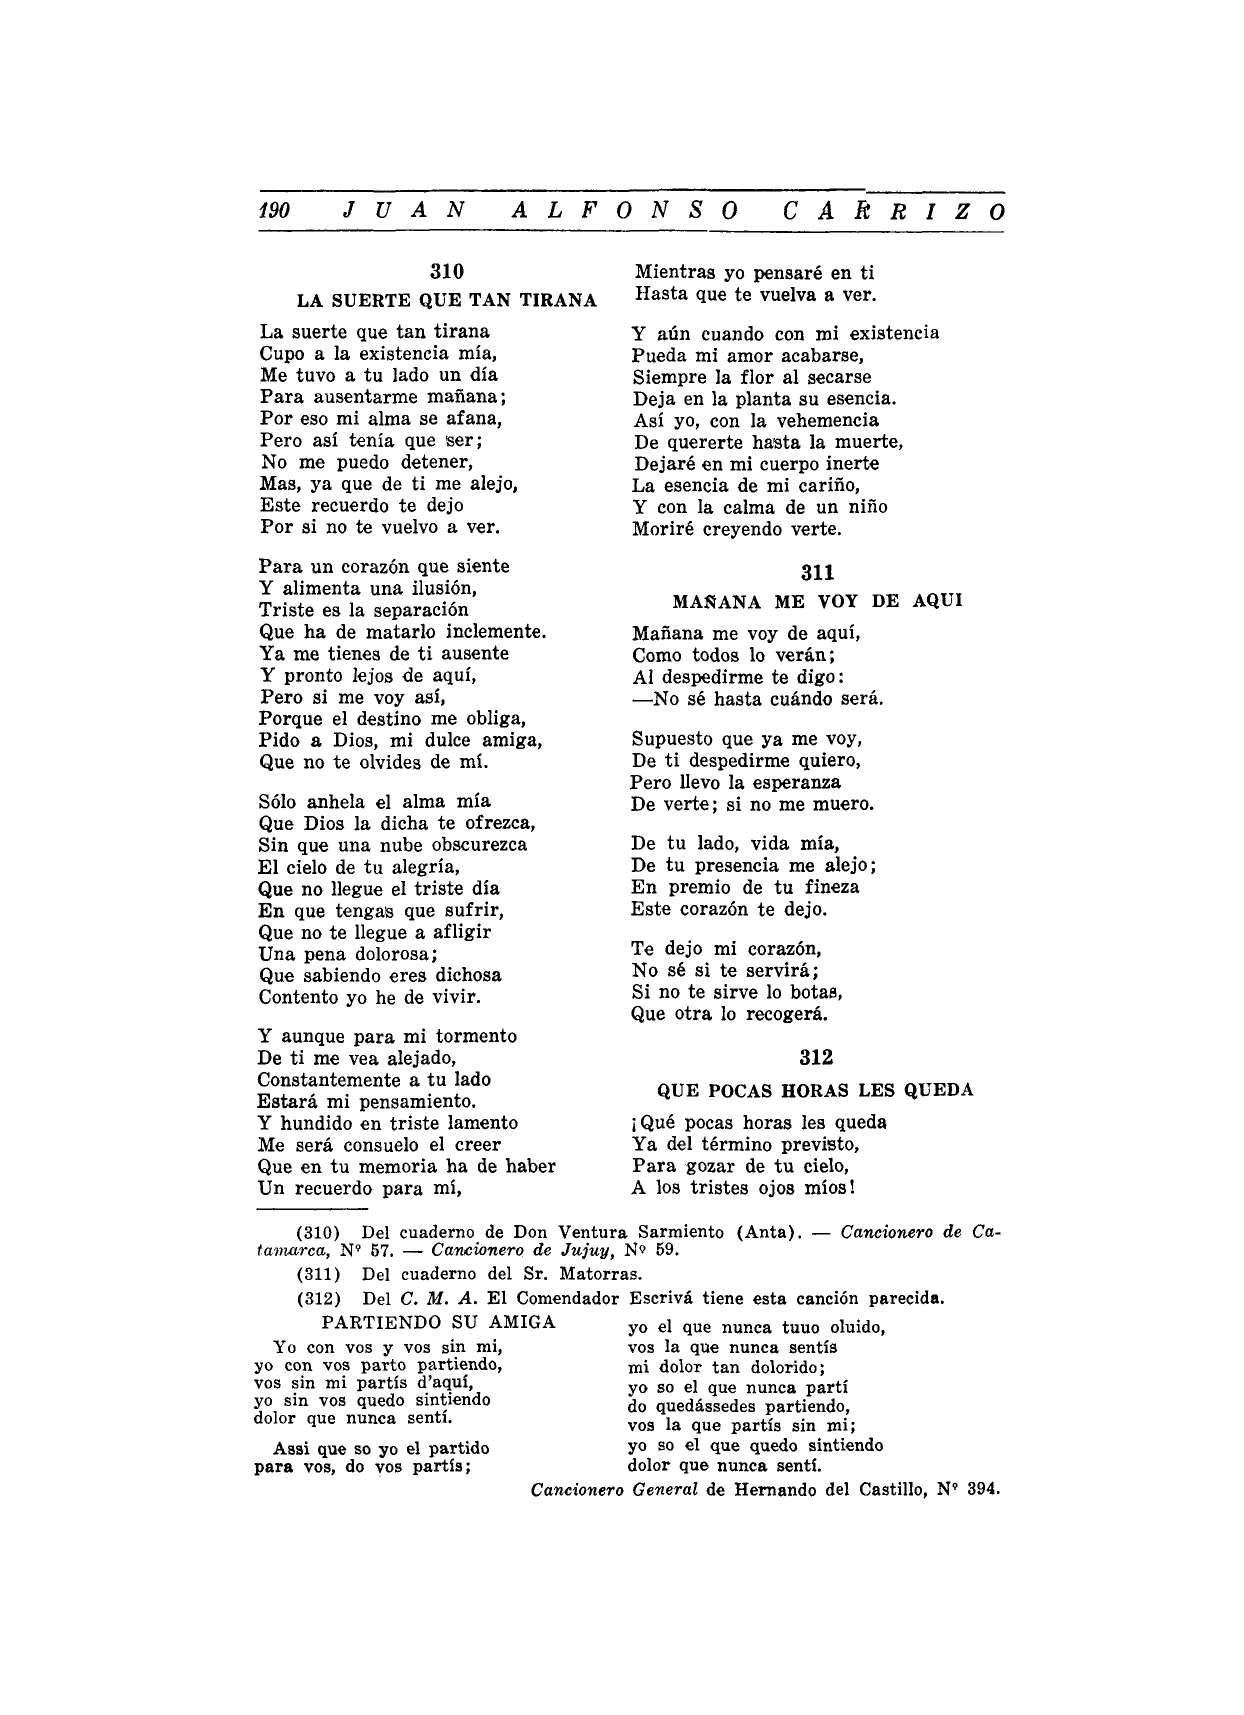 190 JUAN ALFONSO CARRIZO
310
LA SUERTE QUE TAN TIRANA
La suerte que tan tirana
Cupo a la existencia mía,
Me tuvo a tu lado un día
Para ausentarme mañana;
Por eso mi alma se afana,
Pero así tenía que ser;
No me puedo detener,
Mas, ya que de ti me alejo,
Este recuerdo te dejo
Por si no te vuelvo a ver.
Para un corazón que siente
Y alimenta una ilusión,
Triste es la separación
Que ha de matarlo inclemente.
Ya me tienes de ti ausente
Y pronto lejos de aquí,
Pero si me voy así,
Porque el destino me obliga,
Pido a Dios, mi dulce amiga,
Que no te olvides de mí.
Sólo anhela el alma mía
Que Dios la dicha te ofrezca,
Sin que una nube obscurezca
El cielo de tu alegría,
Que no llegue el triste día
En que tengas que sufrir,
Que no te llegue a afligir
Una pena dolorosa;
Que sabiendo eres dichosa
Contento yo he de vivir.
Y aunque para mi tormento
De ti me vea alejado,
Constantemente a tu lado
Estará mi pensamiento.
Y hundido en triste lamento
Me será consuelo el creer
Que en tu memoria ha de haber
Un recuerdo para mí,
Mientras yo pensaré en ti
Hasta que te vuelva a ver.
Y aún cuando con mi existencia
Pueda mi amor acabarse,
Siempre la flor al secarse
Deja en la planta su esencia.
Así yo, con la vehemencia
De quererte hasta la muerte,
Dejaré en mi cuerpo inerte
La esencia de mi cariño,
Y con la calma de un niño
Moriré creyendo verte.
311
MAÑANA ME VOY DE AQUI
Mañana me voy de aquí,
Como todos lo verán;
Al despedirme te digo:
—No sé hasta cuándo será.
Supuesto que ya me voy,
De ti despedirme quiero,
Pero llevo la esperanza
De verte; si no me muero.
De tu lado, vida mía,
De tu presencia me alejo;
En premio de tu fineza
Este corazón te dejo.
Te dejo mi corazón,
No sé si te servirá;
Si no te sirve lo botas,
Que otra lo recogerá.
312
QUE POCAS HORAS LES QUEDA
¡Qué pocas horas les queda
Ya del término previsto,
Para gozar de tu cielo,
A los tristes ojos míos!
(310) Del cuaderno de Don Ventura Sarmiento (Anta). — Cancionero de Ca-
tamarca, Nº 57. — Cancionero de Jujuy, Nº 59.
(311) Del cuaderno del Sr. Matorras.
(312) Del C. M. A. El Comendador Escrivá tiene esta canción parecida.
PARTIENDO SU AMIGA
Yo con vos y vos sin mi,
yo con vos parto partiendo,
vos sin mi partís d'aquí,
yo sin vos quedo sintiendo
dolor que nunca sentí.
Assi que so yo el partido
para vos, do vos partís;
yo el que nunca tuuo oluido,
vos la que nunca sentís
mi dolor tan dolorido;
yo so el que nunca partí
do quedássedes partiendo,
vos la que partís sin mi;
yo so el que quedo sintiendo
dolor que nunca sentí.
Cancionero General de Hernando del Castillo, Nº 394.